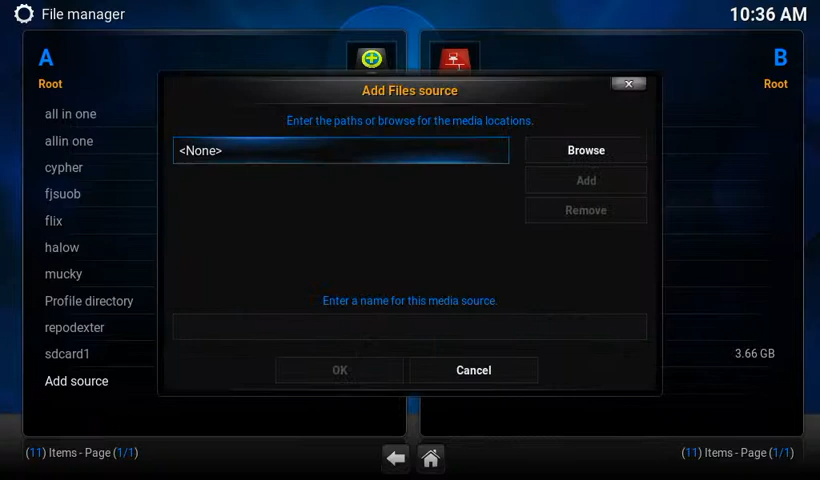 File manager
10:36 AM
A
B
Root
Root
Add Files source
Enter the paths or browse for the media locations.
<None>
Browse
Add
Remove
Enter a name for this media source.
OK
Cancel
all in one
allin one
cypher
fjsuob
flix
halow
mucky
Profile directory
repodexter
sdcard1
3.66 GB
Add source
(11) Items - Page (1/1)
(11) Items - Page (1/1)